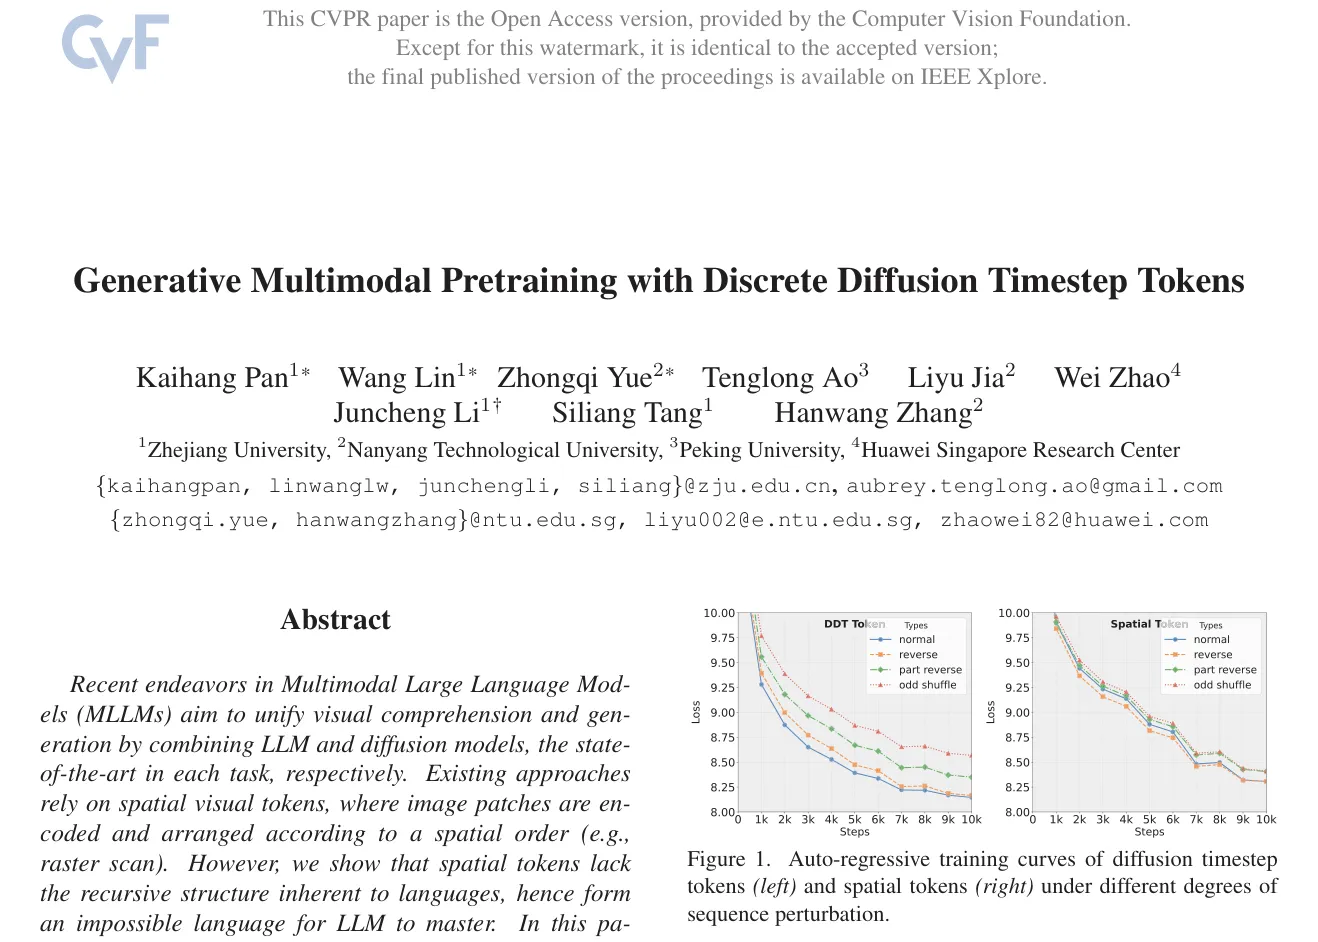 CVF
This CVPR paper is the Open Access version, provided by the Computer Vision Foundation.
Except for this watermark, it is identical to the accepted version;
the final published version of the proceedings is available on IEEE Xplore.
Generative Multimodal Pretraining with Discrete Diffusion Timestep Tokens
Kaihang Pan1* Wang Lin1* Zhongqi Yue2* Tenglong Ao3 Liyu Jia2 Wei Zhao4
Juncheng Li1† Siliang Tang1 Hanwang Zhang2
1Zhejiang University, 2Nanyang Technological University, 3Peking University, 4Huawei Singapore Research Center
{kaihangpan, linwanglw, junchengli, siliang}@zju.edu.cn, aubrey.tenglong.ao@gmail.com
{zhongqi.yue, hanwangzhang}@ntu.edu.sg, liyu002@e.ntu.edu.sg, zhaowei82@huawei.com
Abstract
Recent endeavors in Multimodal Large Language Mod-
els (MLLMs) aim to unify visual comprehension and gen-
eration by combining LLM and diffusion models, the state-
of-the-art in each task, respectively. Existing approaches
rely on spatial visual tokens, where image patches are en-
coded and arranged according to a spatial order (e.g.,
raster scan). However, we show that spatial tokens lack
the recursive structure inherent to languages, hence form
an impossible language for LLM to master. In this pa-
DDT Token
Types
normal
reverse
part reverse
odd shuffle
Loss
10.00
9.75
9.50
9.25
9.00
8.75
8.50
8.25
8.00
0 1k 2k 3k 4k 5k 6k 7k 8k 9k 10k
Steps
Spatial Token
Types
normal
reverse
part reverse
odd shuffle
Loss
10.00
9.75
9.50
9.25
9.00
8.75
8.50
8.25
8.00
0 1k 2k 3k 4k 5k 6k 7k 8k 9k 10k
Steps
Figure 1. Auto-regressive training curves of diffusion timestep
tokens (left) and spatial tokens (right) under different degrees of
sequence perturbation.